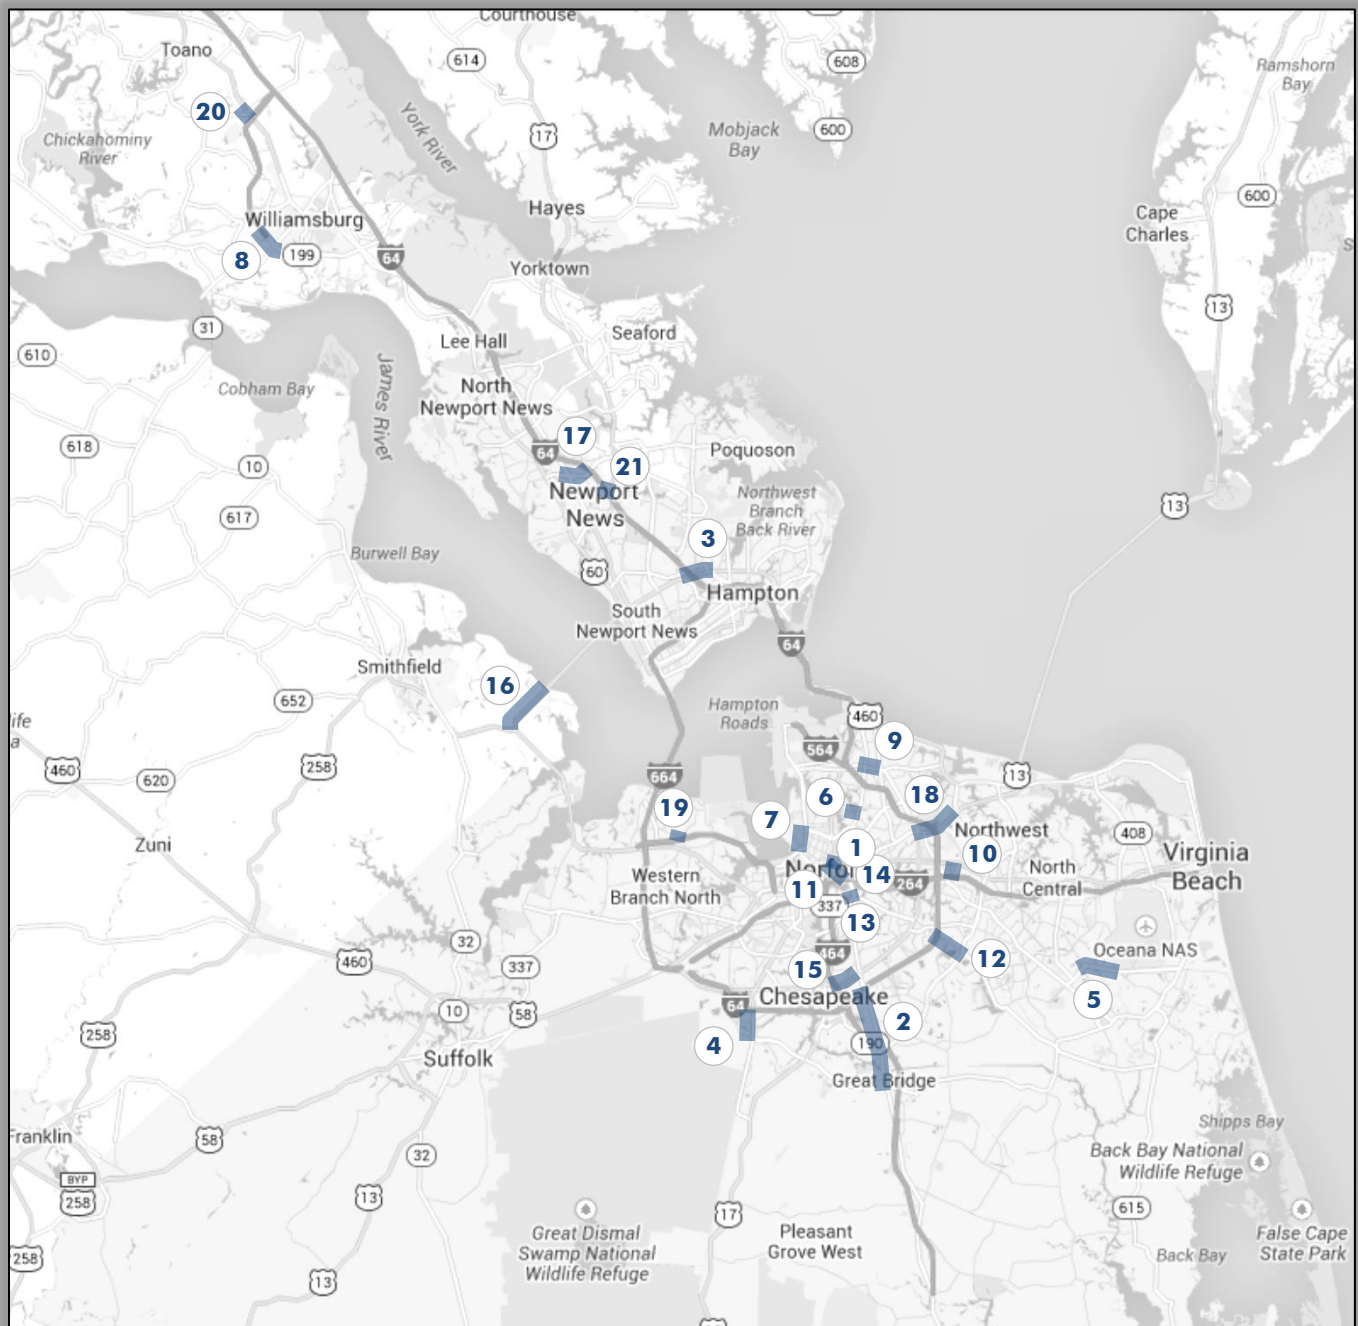 Courthouse
Toano
614
608
Ramshorn
Bay
20
York River
17
Mobjack
Bay
600
Chickahominy
River
600
Hayes
Williamsburg
Cape
Charles
8
199
64
Yorktown
13
31
Seaford
Lee Hall
610
James River
Cobham Bay
North
Newport News
17
618
64
Poquoson
10
21
Newport
News
Northwest
Branch
Back River
13
617
3
Burwell Bay
60
Hampton
South
Newport News
64
Smithfield
16
652
Hampton
Roads
460
ife
a
9
564
460
620
258
664
13
6
18
19
7
Northwest
408
Zuni
1
10
Virginia
Beach
Western
Branch North
14
264
North
Central
11
337
13
32
464
Oceana NAS
460
337
15
12
5
Chesapeake
64
10
58
2
258
4
190
Suffolk
Great Bridge
Shipps Bay
Franklin
58
32
Back Bay National
Wildlife Refuge
BYP
258
13
17
615
Great Dismal
Swamp National
Wildlife Refuge
Pleasant
Grove West
False Cape
State Park
258
Back Bay
13